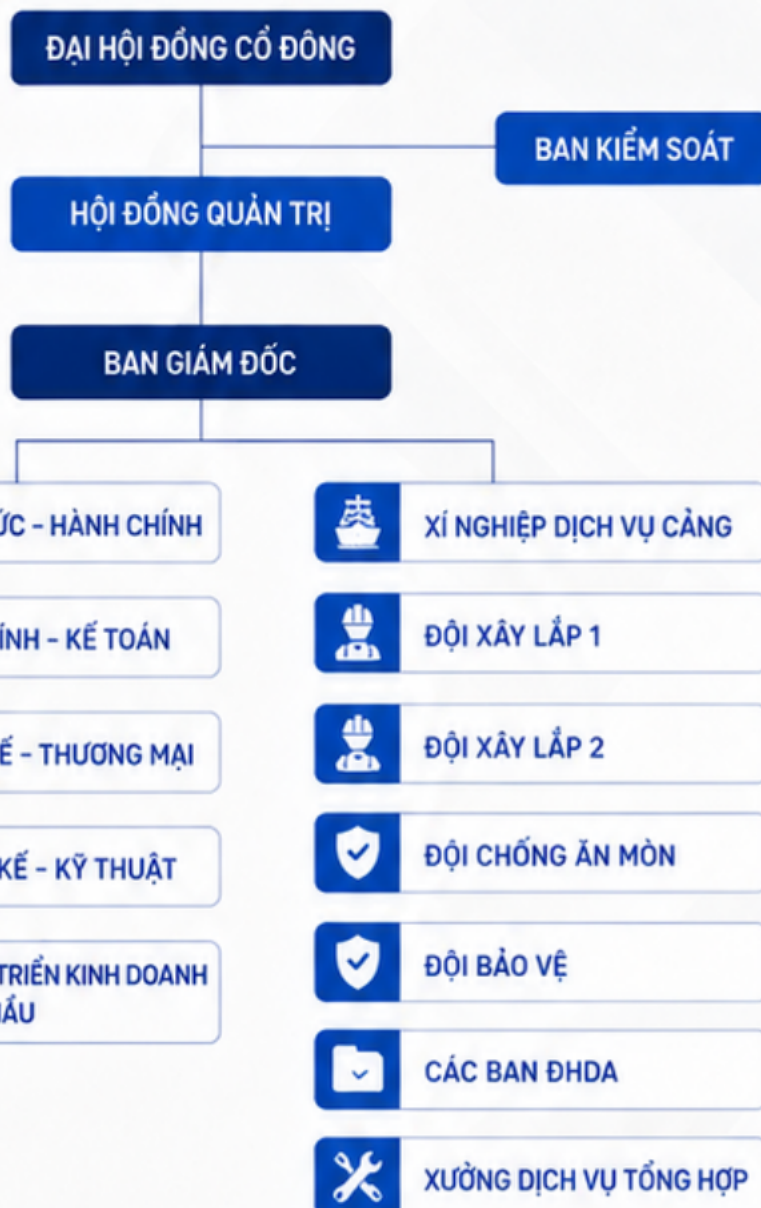 ĐẠI HỘI ĐỒNG CỔ ĐÔNG
BAN KIỂM SOÁT
HỘI ĐỒNG QUẢN TRỊ
BAN GIÁM ĐỐC
- HÀNH CHÍNH
- KẾ TOÁN
- THƯƠNG MẠI
KẾ - KỸ THUẬT
TRIỂN KINH DOANH
XÍ NGHIỆP DỊCH VỤ CẢNG
ĐỘI XÂY LẮP 1
ĐỘI XÂY LẮP 2
ĐỘI CHỐNG ĂN MÒN
ĐỘI BẢO VỆ
CÁC BAN ĐHDA
XƯỞNG DỊCH VỤ TỔNG HỢP